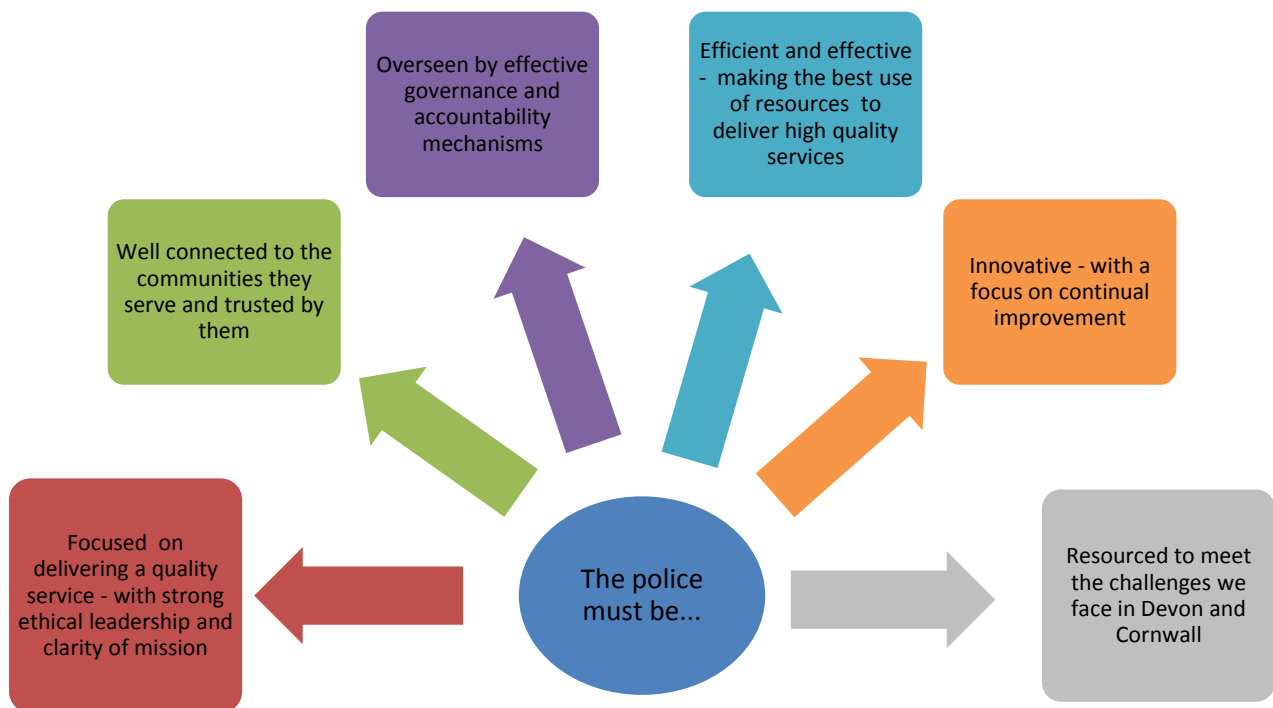 Overseen by effective
governance and
accountability
mechanisms
Efficient and effective
- making the best use
of resources to
deliver high quality
services
Well connected to the
communities they
serve and trusted by
them
Innovative - with a
focus on continual
improvement
Focused on
delivering a quality
service - with strong
ethical leadership and
clarity of mission
The police
must be...
Resourced to meet
the challenges we
face in Devon and
Cornwall